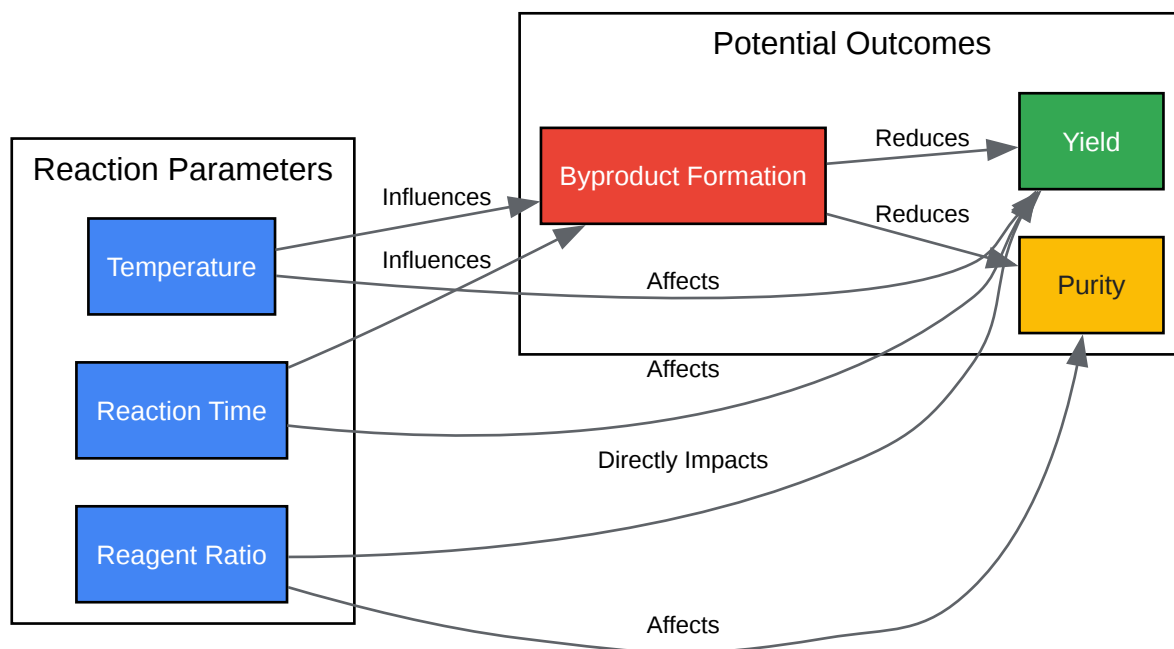 Potential Outcomes
Reaction Parameters
Temperature
Reaction Time
Reagent Ratio
Influences
Influences
Byproduct Formation
Reduces
Reduces
Yield
Purity
Affects
Affects
Directly Impacts
Affects